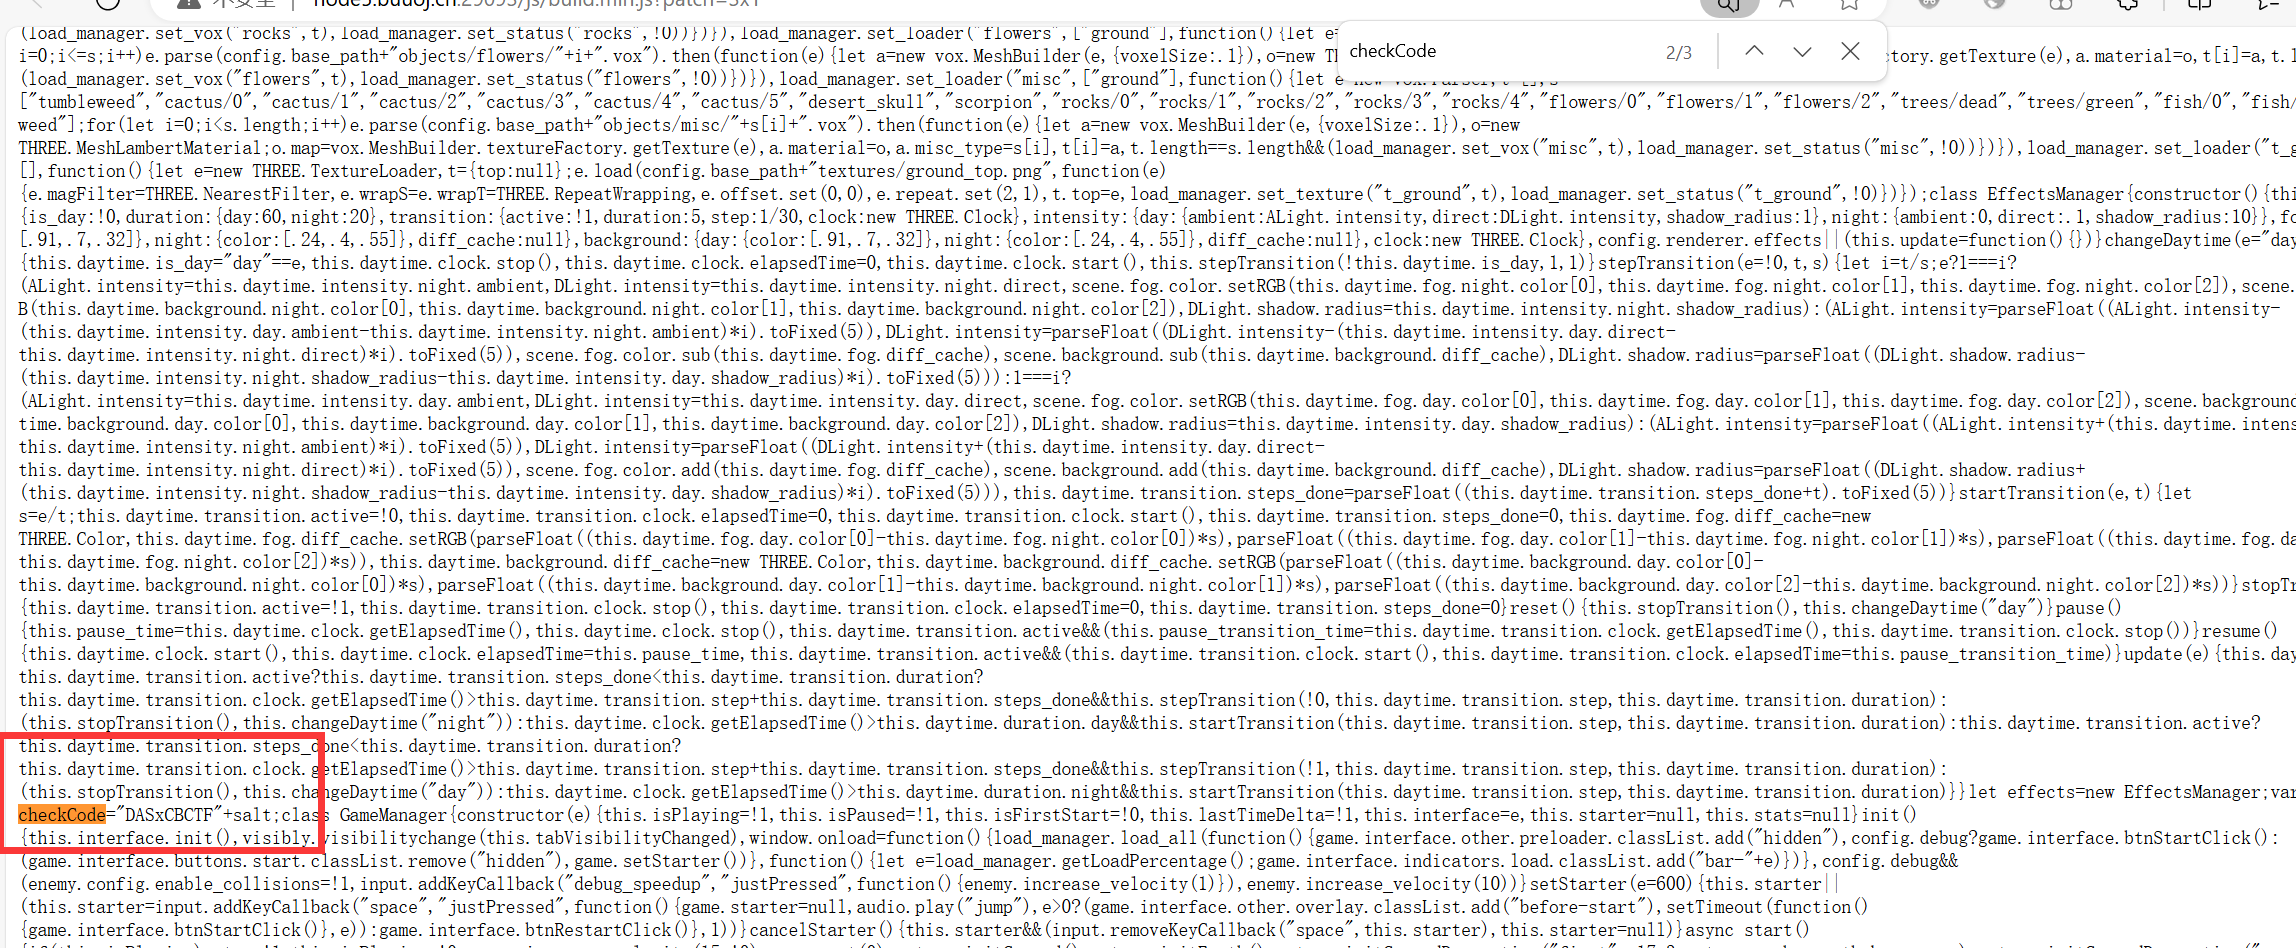 不安全 node5.buuoj.cn:29093/js/build.min.js?patch=3x1
checkCode 2/3
(load_manager.set_vox("rocks",t),load_manager.set_status("rocks",!0))})}),load_manager.set_loader("flowers",["ground"],function(){let e=
i=0;i<=s;i++)e.parse(config.base_path+"objects/flowers/"+i+".vox").then(function(e){let a=new vox.MeshBuilder(e,{voxelSize:.1}),o=new TH ctory.getTexture(e),a.material=o,t[i]=a,t.l
(load_manager.set_vox("flowers",t),load_manager.set_status("flowers",!0))})}),load_manager.set_loader("misc",["ground"],function(){let e=new vox.Parser,t=[],s=
["tumbleweed","cactus/0","cactus/1","cactus/2","cactus/3","cactus/4","cactus/5","desert_skull","scorpion","rocks/0","rocks/1","rocks/2","rocks/3","rocks/4","flowers/0","flowers/1","flowers/2","trees/dead","trees/green","fish/0","fish/
weed"];for(let i=0;i<s.length;i++)e.parse(config.base_path+"objects/misc/"+s[i]+".vox").then(function(e){let a=new vox.MeshBuilder(e,{voxelSize:.1}),o=new
THREE.MeshLambertMaterial;o.map=vox.MeshBuilder.textureFactory.getTexture(e),a.material=o,a.misc_type=s[i],t[i]=a,t.length==s.length&&(load_manager.set_vox("misc",t),load_manager.set_status("misc",!0))})}),load_manager.set_loader("t_g
[],function(){let e=new THREE.TextureLoader,t={top:null};e.load(config.base_path+"textures/ground_top.png",function(e)
{e.magFilter=THREE.NearestFilter,e.wrapS=e.wrapT=THREE.RepeatWrapping,e.offset.set(0,0),e.repeat.set(2,1),t.top=e,load_manager.set_texture("t_ground",t),load_manager.set_status("t_ground",!0)})});class EffectsManager{constructor(){thi
{is_day:!0,duration:{day:60,night:20},transition:{active:!1,duration:5,step:1/30,clock:new THREE.Clock},intensity:{day:{ambient:ALight.intensity,direct:DLight.intensity,shadow_radius:1},night:{ambient:0,direct:.1,shadow_radius:10}},fo
[.91,.7,.32]},night:{color:[.24,.4,.55]},diff_cache:null},background:{day:{color:[.91,.7,.32]},night:{color:[.24,.4,.55]},diff_cache:null},clock:new THREE.Clock},config.renderer.effects||(this.update=function(){})}changeDaytime(e="day
{this.daytime.is_day="day"==e,this.daytime.clock.stop(),this.daytime.clock.elapsedTime=0,this.daytime.clock.start(),this.stepTransition(!this.daytime.is_day,1,1)}stepTransition(e=!0,t,s){let i=t/s;e?1===i?
(ALight.intensity=this.daytime.intensity.night.ambient,DLight.intensity=this.daytime.intensity.night.direct,scene.fog.color.setRGB(this.daytime.fog.night.color[0],this.daytime.fog.night.color[1],this.daytime.fog.night.color[2]),scene.
B(this.daytime.background.night.color[0],this.daytime.background.night.color[1],this.daytime.background.night.color[2]),DLight.shadow.radius=this.daytime.intensity.night.shadow_radius):(ALight.intensity=parseFloat((ALight.intensity-
(this.daytime.intensity.day.ambient-this.daytime.intensity.night.ambient)*i).toFixed(5)),DLight.intensity=parseFloat((DLight.intensity-(this.daytime.intensity.day.direct-
this.daytime.intensity.night.direct)*i).toFixed(5)),scene.fog.color.sub(this.daytime.fog.diff_cache),scene.background.sub(this.daytime.background.diff_cache),DLight.shadow.radius=parseFloat((DLight.shadow.radius-
(this.daytime.intensity.night.shadow_radius-this.daytime.intensity.day.shadow_radius)*i).toFixed(5))):1===i?
(ALight.intensity=this.daytime.intensity.day.ambient,DLight.intensity=this.daytime.intensity.day.direct,scene.fog.color.setRGB(this.daytime.fog.day.color[0],this.daytime.fog.day.color[1],this.daytime.fog.day.color[2]),scene.background
time.background.day.color[0],this.daytime.background.day.color[1],this.daytime.background.day.color[2]),DLight.shadow.radius=this.daytime.intensity.day.shadow_radius):(ALight.intensity=parseFloat((ALight.intensity+(this.daytime.intens
this.daytime.intensity.night.ambient)*i).toFixed(5)),DLight.intensity=parseFloat((DLight.intensity+(this.daytime.intensity.day.direct-
this.daytime.intensity.night.direct)*i).toFixed(5)),scene.fog.color.add(this.daytime.fog.diff_cache),scene.background.add(this.daytime.background.diff_cache),DLight.shadow.radius=parseFloat((DLight.shadow.radius+
(this.daytime.intensity.night.shadow_radius-this.daytime.intensity.day.shadow_radius)*i).toFixed(5))),this.daytime.transition.steps_done=parseFloat((this.daytime.transition.steps_done+t).toFixed(5))}startTransition(e,t){let
s=e/t;this.daytime.transition.active=!0,this.daytime.transition.clock.elapsedTime=0,this.daytime.transition.clock.start(),this.daytime.transition.steps_done=0,this.daytime.fog.diff_cache=new
THREE.Color,this.daytime.fog.diff_cache.setRGB(parseFloat((this.daytime.fog.day.color[0]-this.daytime.fog.night.color[0])*s),parseFloat((this.daytime.fog.day.color[1]-this.daytime.fog.night.color[1])*s),parseFloat((this.daytime.fog.da
this.daytime.fog.night.color[2])*s)),this.daytime.background.diff_cache=new THREE.Color,this.daytime.background.diff_cache.setRGB(parseFloat((this.daytime.background.day.color[0]-
this.daytime.background.night.color[0])*s),parseFloat((this.daytime.background.day.color[1]-this.daytime.background.night.color[1])*s),parseFloat((this.daytime.background.day.color[2]-this.daytime.background.night.color[2])*s))}stopTr
{this.daytime.transition.active=!1,this.daytime.transition.clock.stop(),this.daytime.transition.clock.elapsedTime=0,this.daytime.transition.steps_done=0}reset(){this.stopTransition(),this.changeDaytime("day")}pause()
{this.pause_time=this.daytime.clock.getElapsedTime(),this.daytime.clock.stop(),this.daytime.transition.active&&(this.pause_transition_time=this.daytime.transition.clock.getElapsedTime(),this.daytime.transition.clock.stop())}resume()
{this.daytime.clock.start(),this.daytime.clock.elapsedTime=this.pause_time,this.daytime.transition.active&&(this.daytime.transition.clock.start(),this.daytime.transition.clock.elapsedTime=this.pause_transition_time)}update(e){this.day
this.daytime.transition.active?this.daytime.transition.steps_done<this.daytime.transition.duration?
this.daytime.transition.clock.getElapsedTime()>this.daytime.transition.step+this.daytime.transition.steps_done&&this.stepTransition(!0,this.daytime.transition.step,this.daytime.transition.duration):
(this.stopTransition(),this.changeDaytime("night")):this.daytime.clock.getElapsedTime()>this.daytime.duration.day&&this.startTransition(this.daytime.transition.step,this.daytime.transition.duration):this.daytime.transition.active?
this.daytime.transition.steps_done<this.daytime.transition.duration?
this.daytime.transition.clock.getElapsedTime()>this.daytime.transition.step+this.daytime.transition.steps_done&&this.stepTransition(!1,this.daytime.transition.step,this.daytime.transition.duration):
(this.stopTransition(),this.changeDaytime("day")):this.daytime.clock.getElapsedTime()>this.daytime.duration.night&&this.startTransition(this.daytime.transition.step,this.daytime.transition.duration)}}let effects=new EffectsManager;var
checkCode="DASxCBCTF"+salt;class GameManager{constructor(e){this.isPlaying=!1,this.isPaused=!1,this.isFirstStart=!0,this.lastTimeDelta=!1,this.interface=e,this.starter=null,this.stats=null}init()
{this.interface.init(),visibly.visibilitychange(this.tabVisibilityChanged),window.onload=function(){load_manager.load_all(function(){game.interface.other.preloader.classList.add("hidden"),config.debug?game.interface.btnStartClick():
(game.interface.buttons.start.classList.remove("hidden"),game.setStarter())},function(){let e=load_manager.getLoadPercentage();game.interface.indicators.load.classList.add("bar-"+e)})},config.debug&&
(enemy.config.enable_collisions=!1,input.addKeyCallback("debug_speedup","justPressed",function(){enemy.increase_velocity(1)}),enemy.increase_velocity(10))}setStarter(e=600){this.starter||
(this.starter=input.addKeyCallback("space","justPressed",function(){game.starter=null,audio.play("jump"),e>0?(game.interface.other.overlay.classList.add("before-start"),setTimeout(function()
{game.interface.btnStartClick()},e)):game.interface.btnRestartClick()},1))}cancelStarter(){this.starter&&(input.removeKeyCallback("space",this.starter),this.starter=null)}async start()